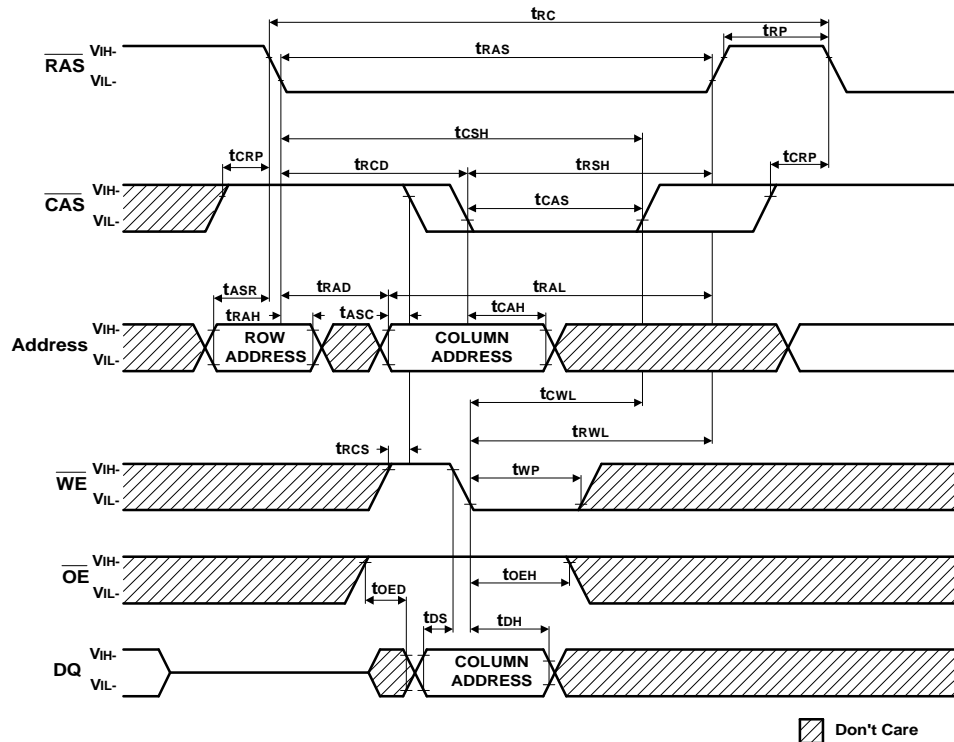 tRC
tRP
VIH-
RAS
VIL-
tRAS
tCSH
tCRP
tRCD
tRSH
tCRP
VIH-
CAS
VIL-
tCAS
tASR
tRAD
tRAL
tRAH
tASC
tCAH
VIH-
Address
VIL-
ROW
ADDRESS
COLUMN
ADDRESS
tCWL
tRWL
tRCS
VIH-
WE
VIL-
tWP
VIH-
OE
VIL-
tOEH
tOED
tDS
tDH
VIH-
DQ
VIL-
COLUMN
ADDRESS
Don't Care